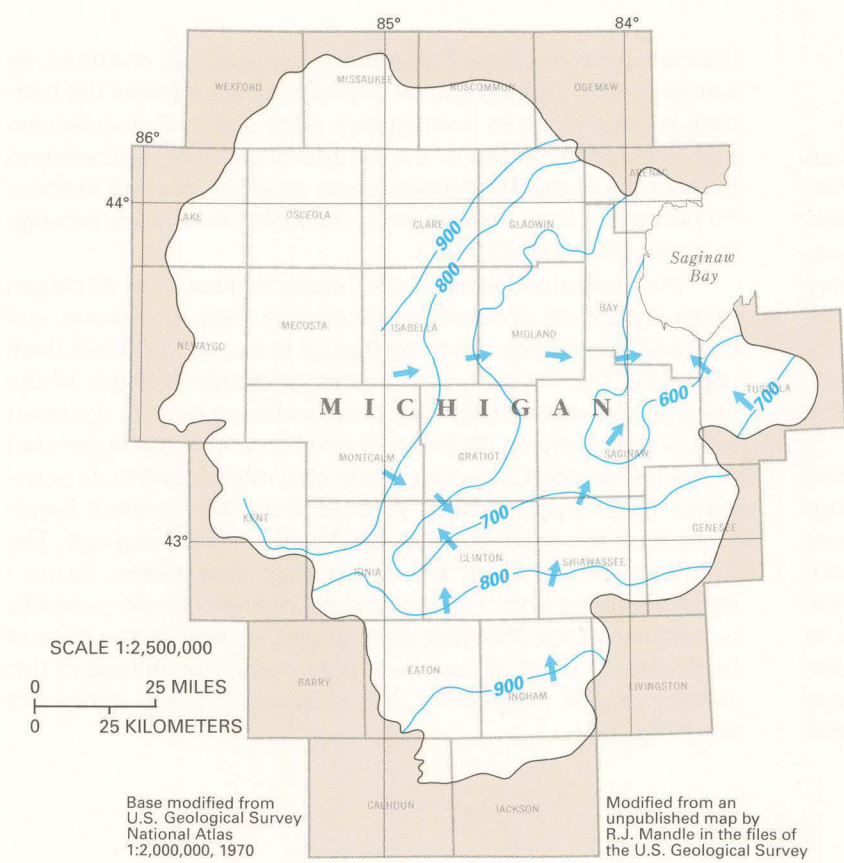 85°
84°
WEXFORD
MISSAUKEE
ROSCOMMON
OGEMAW
86°
ARENAC
44°
LAKE
OSCEOLA
CLARE
GLADWIN
900
800
Saginaw
Bay
BAY
MECOSTA
ISABELLA
MIDLAND
NEWAYGO
600
TUSCOLA
700
MICHIGAN
MONTCALM
GRATIOT
SAGINAW
KENT
700
GENESEE
43°
CLINTON
SHIAWASSEE
IONIA
800
SCALE 1:2,500,000
EATON
0 25 MILES
BARRY
900
INGHAM
LIVINGSTON
0 25 KILOMETERS
Base modified from
U.S. Geological Survey
National Atlas
1:2,000,000, 1970
CALHOUN
JACKSON
Modified from an
unpublished map by
R.J. Mandle in the files of
the U.S. Geological Survey